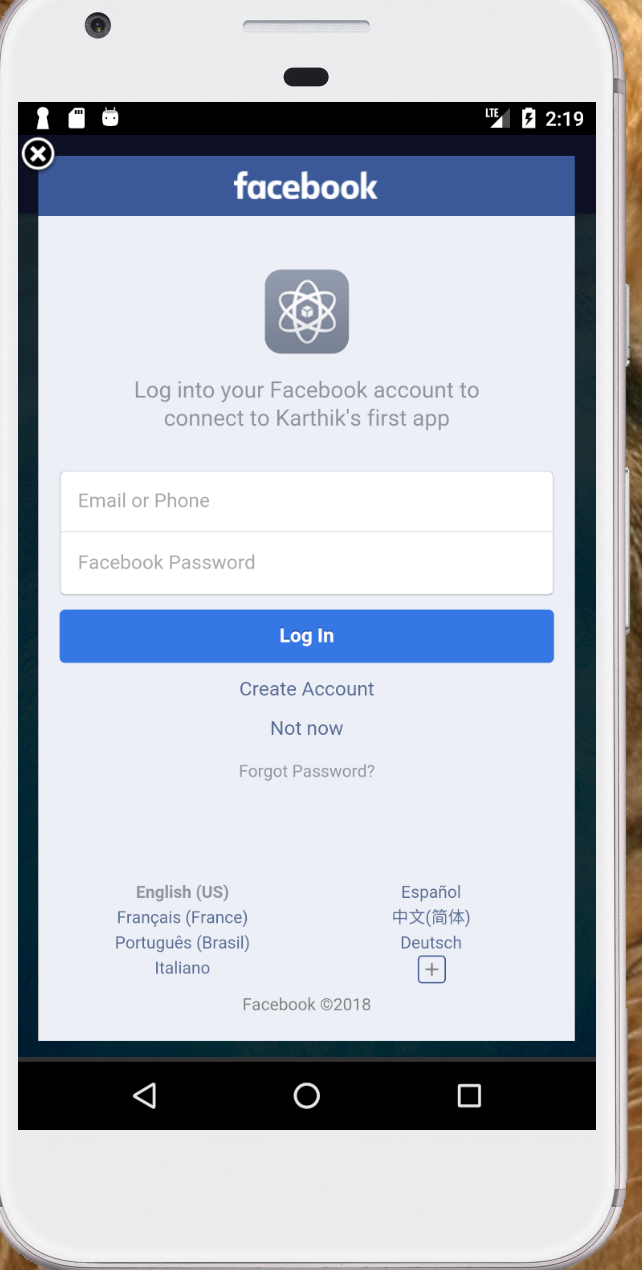 LTE 2:19
facebook
Log into your Facebook account to
connect to Karthik's first app
Email or Phone
Facebook Password
Log In
Create Account
Not now
Forgot Password?
English (US) Español
Français (France) 中文(简体)
Português (Brasil) Deutsch
Italiano
Facebook ©2018